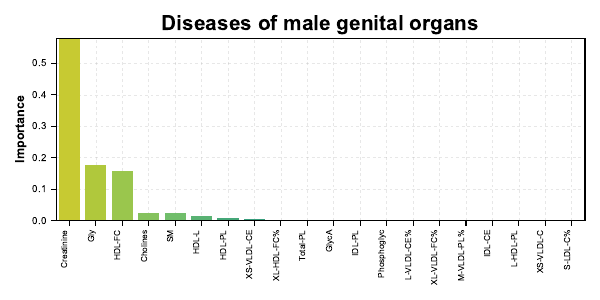 Diseases of male genital organs
Importance
0.5
0.4
0.3
0.2
0.1
0.0
Creatinine
Gly
HDL-FC
Cholines
SM
HDL-L
HDL-PL
XS-VLDL-CE
XL-HDL-FC%
Total-PL
GlycA
IDL-PL
Phosphoglyc
L-VLDL-CE%
XL-VLDL-FC%
M-VLDL-PL%
IDL-CE
L-HDL-PL
XS-VLDL-C
S-LDL-C%